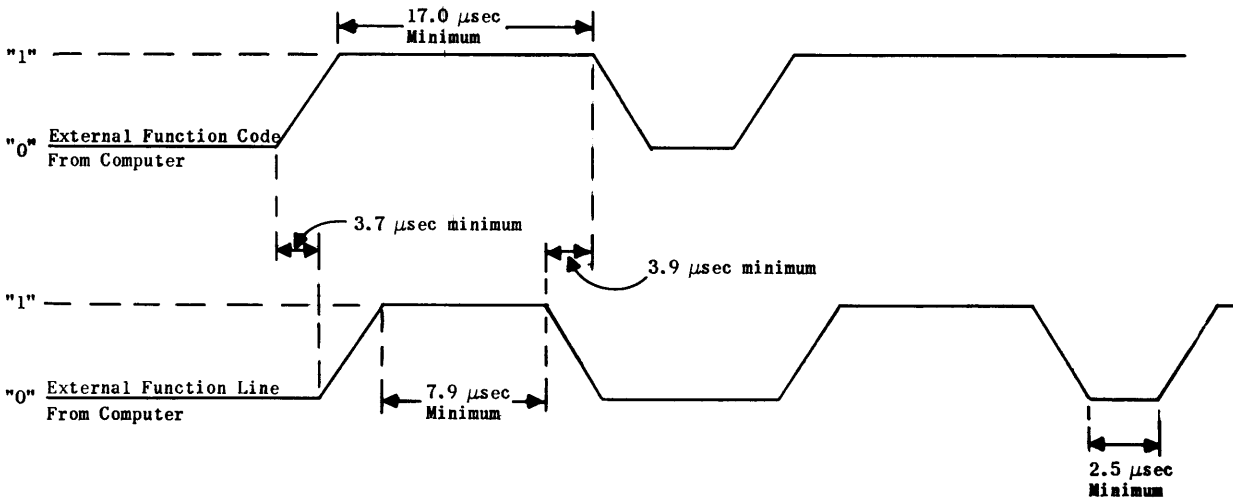 17.0 μsec
Minimum
"1"
"0" External Function Code
From Computer
3.7 μsec minimum
3.9 μsec minimum
"1"
"0" External Function Line
From Computer
7.9 μsec
Minimum
2.5 μsec
Minimum